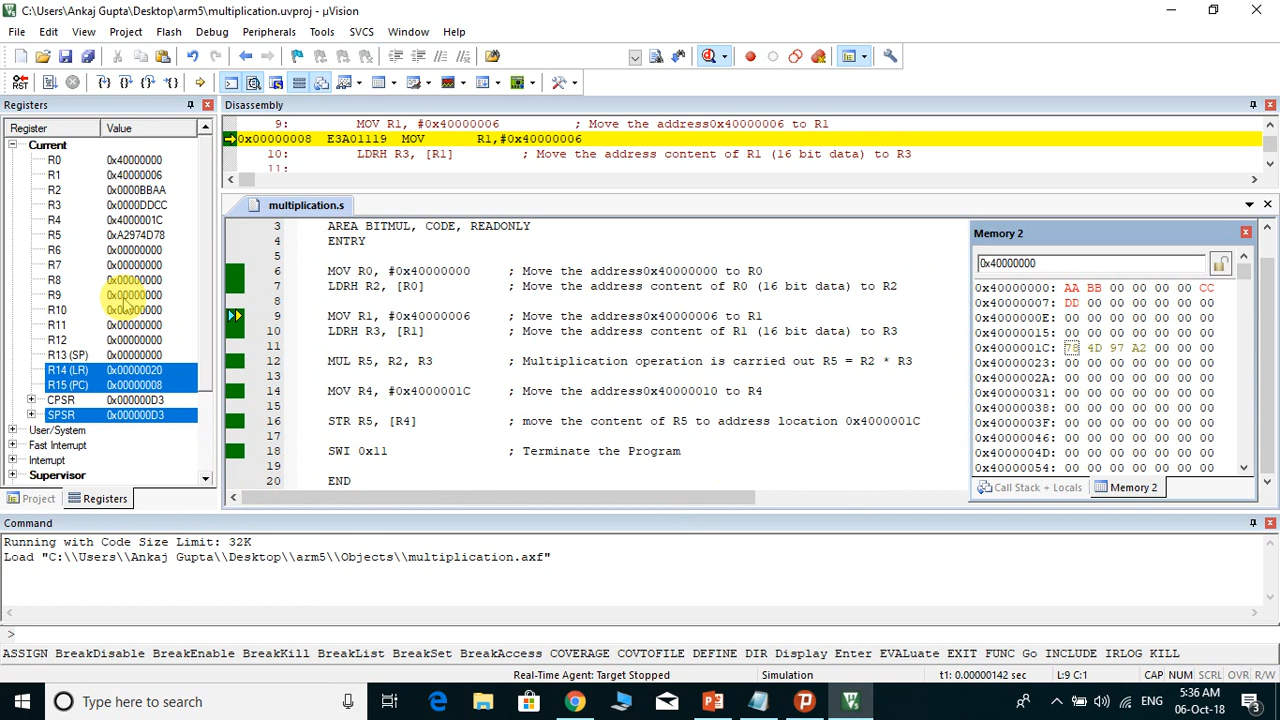 C:\Users\Ankaj Gupta\Desktop\arm5\multiplication.uvproj - µVision
File Edit View Project Flash Debug Peripherals Tools SVCS Window Help
Registers
Register Value
Current
R0 0x40000000
R1 0x40000006
R2 0x0000BBAA
R3 0x0000DDCC
R4 0x4000001C
R5 0xA2974D78
R6 0x00000000
R7 0x00000000
R8 0x00000000
R9 0x00000000
R10 0x00000000
R11 0x00000000
R12 0x00000000
R13 (SP) 0x00000000
R14 (LR) 0x00000020
R15 (PC) 0x00000008
CPSR 0x000000D3
SPSR 0x000000D3
User/System
Fast Interrupt
Interrupt
Supervisor
Project Registers
Disassembly
9: MOV R1, #0x40000006 ; Move the address0x40000006 to R1
0x00000008 E3A01119 MOV R1,#0x40000006
10: LDRH R3, [R1] ; Move the address content of R1 (16 bit data) to R3
11:
multiplication.s
3 AREA BITMUL, CODE, READONLY
4 ENTRY
5
6 MOV R0, #0x40000000 ; Move the address0x40000000 to R0
7 LDRH R2, [R0] ; Move the address content of R0 (16 bit data) to R2
8
9 MOV R1, #0x40000006 ; Move the address0x40000006 to R1
10 LDRH R3, [R1] ; Move the address content of R1 (16 bit data) to R3
11
12 MUL R5, R2, R3 ; Multiplication operation is carried out R5 = R2 * R3
13
14 MOV R4, #0x4000001C ; Move the address0x40000010 to R4
15
16 STR R5, [R4] ; move the content of R5 to address location 0x4000001C
17
18 SWI 0x11 ; Terminate the Program
19
20 END
Memory 2
0x40000000
0x40000000: AA BB 00 00 00 00 CC
0x40000007: DD 00 00 00 00 00 00
0x4000000E: 00 00 00 00 00 00 00
0x40000015: 00 00 00 00 00 00 00
0x4000001C: 78 4D 97 A2 00 00 00
0x40000023: 00 00 00 00 00 00 00
0x4000002A: 00 00 00 00 00 00 00
0x40000031: 00 00 00 00 00 00 00
0x40000038: 00 00 00 00 00 00 00
0x4000003F: 00 00 00 00 00 00 00
0x40000046: 00 00 00 00 00 00 00
0x4000004D: 00 00 00 00 00 00 00
0x40000054: 00 00 00 00 00 00 00
Call Stack + Locals Memory 2
Command
Running with Code Size Limit: 32K
Load "C:\\Users\\Ankaj Gupta\\Desktop\\arm5\\Objects\\multiplication.axf"
>
ASSIGN BreakDisable BreakEnable BreakKill BreakList BreakSet BreakAccess COVERAGE COVTOFILE DEFINE DIR Display Enter EVALuate EXIT FUNC Go INCLUDE IRLOG KILL
Real-Time Agent: Target Stopped Simulation t1: 0.00000142 sec L:9 C:1 CAP NUM SCRL OVR R/W
Type here to search
ENG
5:36 AM
06-Oct-18
3